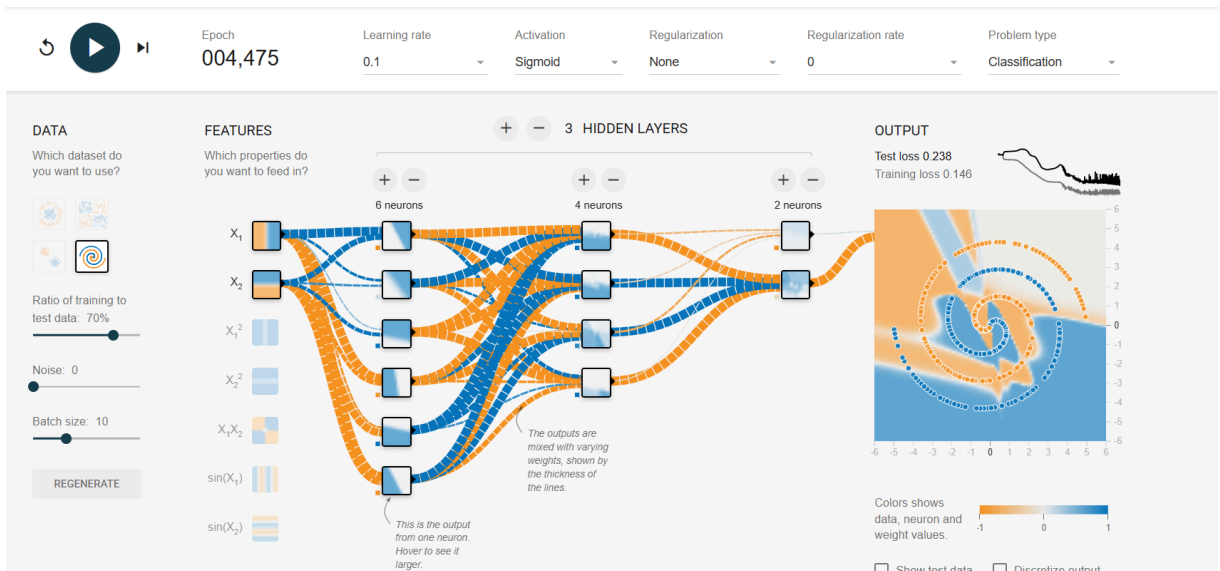 Epoch
004,475
Learning rate
0.1
Activation
Sigmoid
Regularization
None
Regularization rate
0
Problem type
Classification
DATA
Which dataset do
you want to use?
Ratio of training to
test data: 70%
Noise: 0
Batch size: 10
REGENERATE
FEATURES
Which properties do
you want to feed in?
X1
X2
X1²
X2²
X1X2
sin(X1)
sin(X2)
+ − 3 HIDDEN LAYERS
+ −
6 neurons
+ −
4 neurons
+ −
2 neurons
This is the output
from one neuron.
Hover to see it
larger.
The outputs are
mixed with varying
weights, shown by
the thickness of
the lines.
OUTPUT
Test loss 0.238
Training loss 0.146
6
5
4
3
2
1
0
-1
-2
-3
-4
-5
-6
-6 -5 -4 -3 -2 -1 0 1 2 3 4 5 6
Colors shows
data, neuron and
weight values.
-1 0 1
Show test data
Discretize output